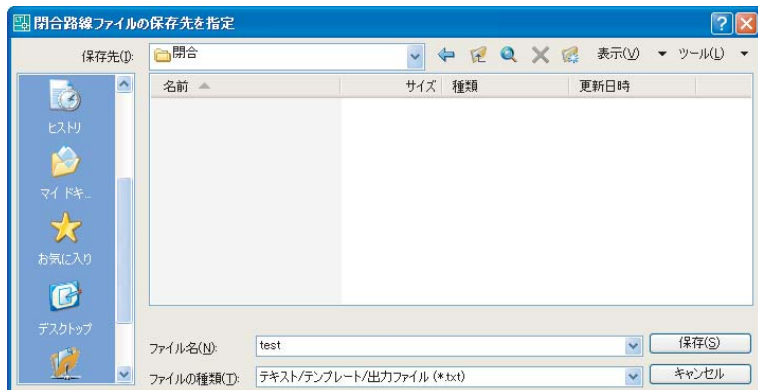 閉合路線ファイルの保存先を指定
保存先(I): 閉合 表示(V) ツール(L)
名前 サイズ 種類 更新日時
ヒストリ
マイ ドキ...
お気に入り
デスクトップ
ファイル名(N): test 保存(S)
ファイルの種類(T): テキスト/テンプレート/出力ファイル (*.txt) キャンセル